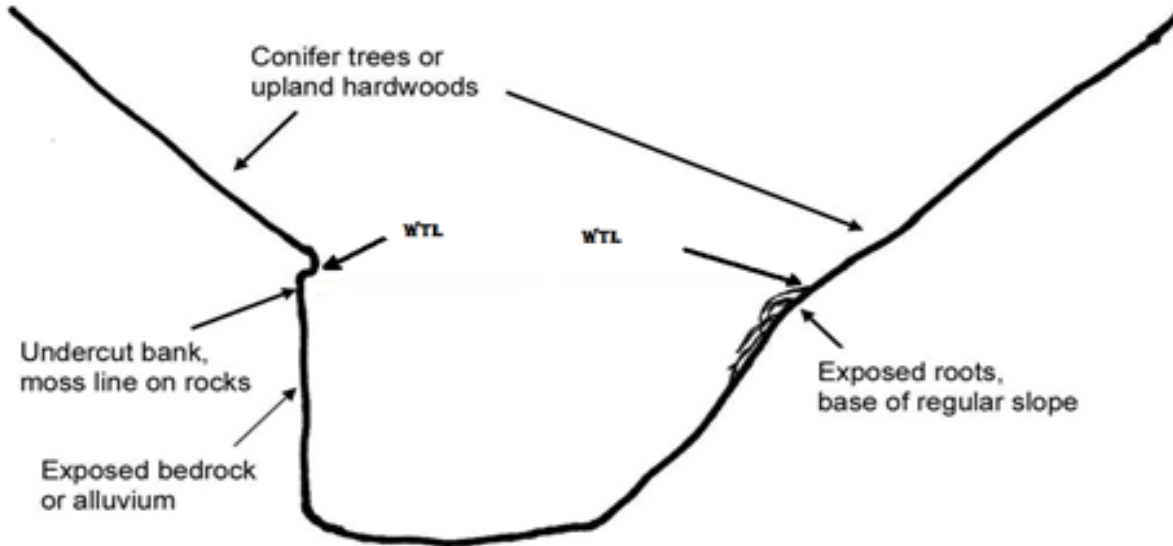 Conifer trees or
upland hardwoods
WTL
WTL
Undercut bank,
moss line on rocks
Exposed roots,
base of regular slope
Exposed bedrock
or alluvium